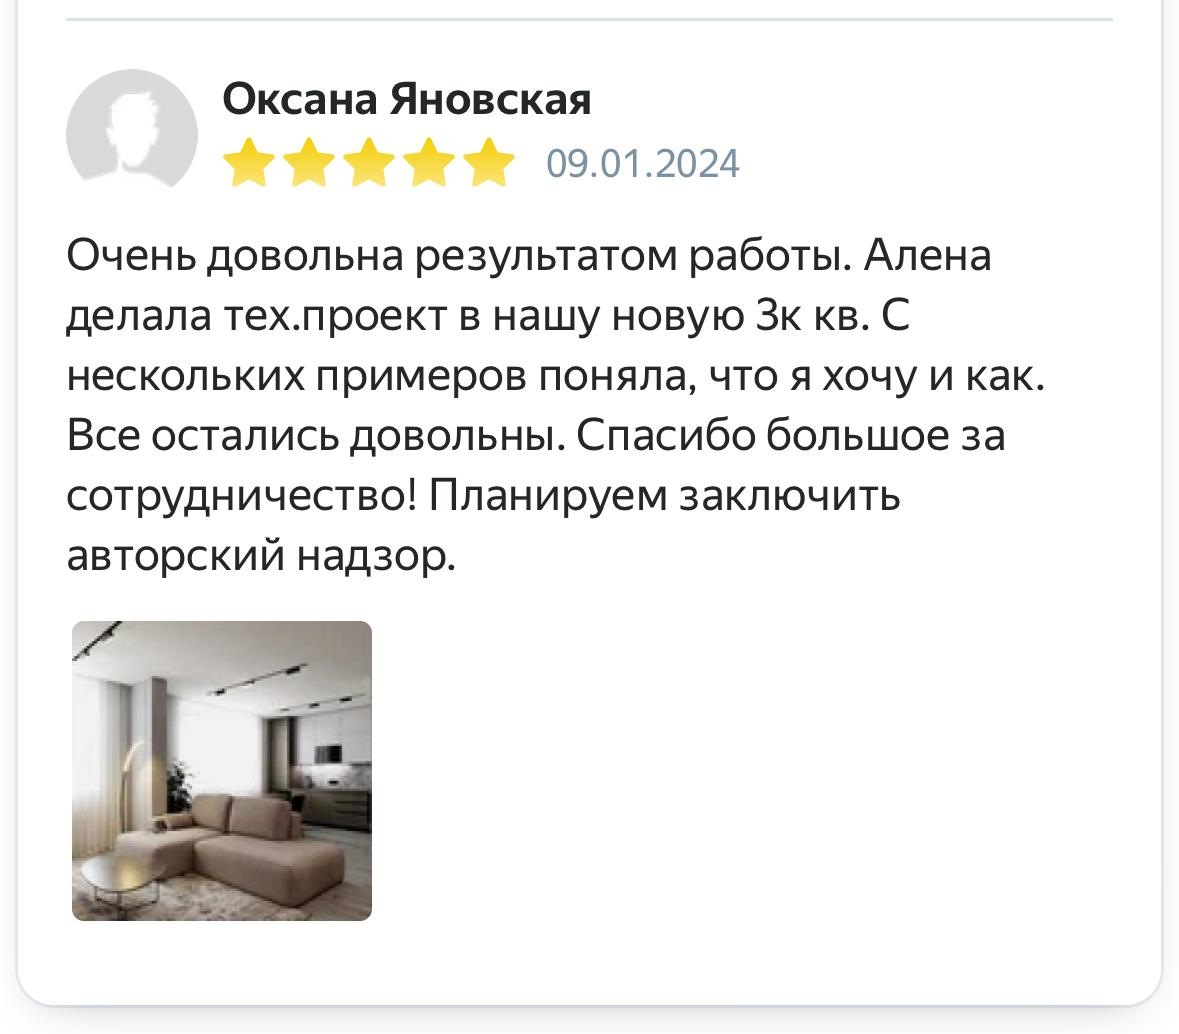 Оксана Яновская
09.01.2024
Очень довольна результатом работы. Алена
делала тех.проект в нашу новую 3к кв. С
нескольких примеров поняла, что я хочу и как.
Все остались довольны. Спасибо большое за
сотрудничество! Планируем заключить
авторский надзор.